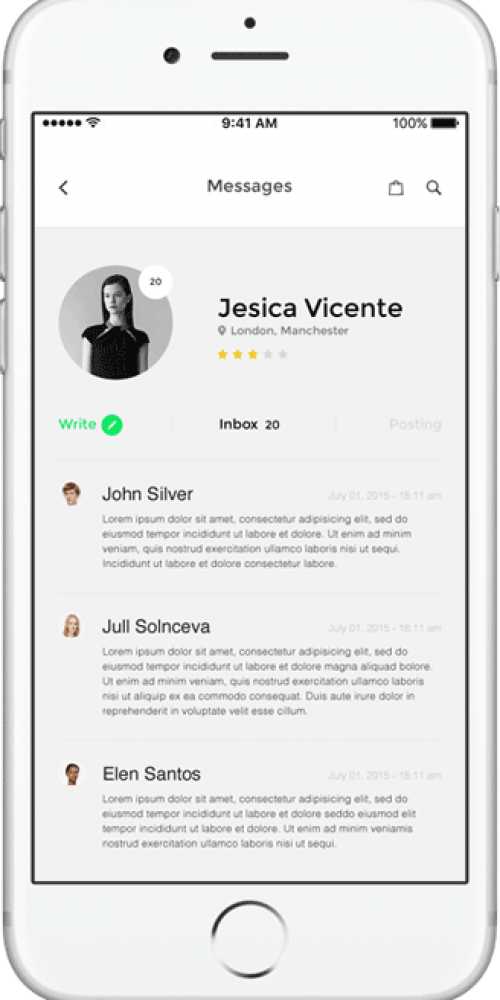 9:41 AM 100%
Messages
20
Jesica Vicente
London, Manchester
Write Inbox 20 Posting
John Silver July 01, 2015 - 18:11 am
Lorem ipsum dolor sit amet, consectetur adipisicing elit, sed do
eiusmod tempor incididunt ut labore et dolore. Ut enim ad minim
veniam, quis nostrud exercitation ullamco laboris nisi ut sequi.
Incididunt ut labore et dolore consectetur labore.
Jull Solnceva July 01, 2015 - 18:11 am
Lorem ipsum dolor sit amet, consectetur adipisicing elit, sed do
eiusmod tempor incididunt ut labore et dolore magna aliquad bolore.
Ut enim ad minim veniam, quis nostrud exercitation ullamco laboris
nisi ut aliquip ex ea commodo consequat. Duis aute irure dolor in
reprehenderit in voluptate velit esse cillum.
Elen Santos July 01, 2015 - 18:11 am
Lorem ipsum dolor sit amet, consectetur adipisicing elit, sed do
eiusmod tempor incididunt ut labore et dolore seddo eiusmod elit
tempor incididunt ut labore et dolore. Ut enim ad minim veniamis
nostrud exercitation ullamco laboris nisi ut sequi.